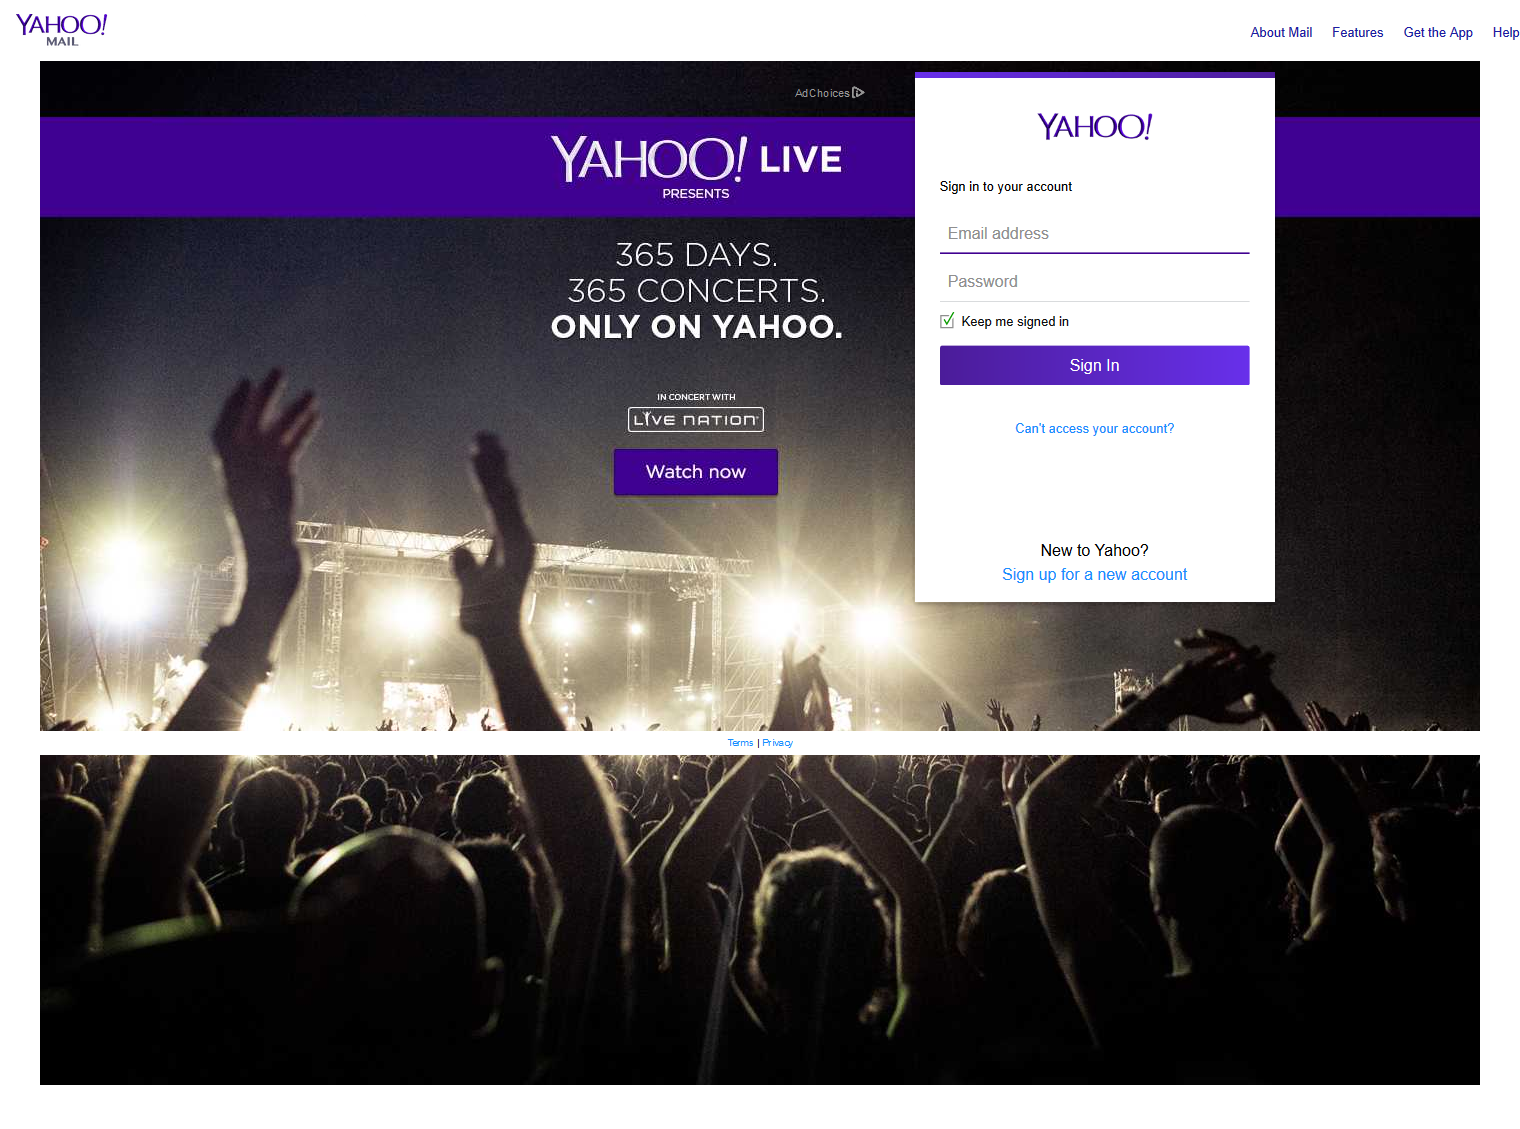 YAHOO!
MAIL
About Mail Features Get the App Help
AdChoices
YAHOO! LIVE
PRESENTS
365 DAYS.
365 CONCERTS.
ONLY ON YAHOO.
IN CONCERT WITH
LIVE NATION
Watch now
YAHOO!
Sign in to your account
Email address
Password
Keep me signed in
Sign In
Can't access your account?
New to Yahoo?
Sign up for a new account
Terms | Privacy